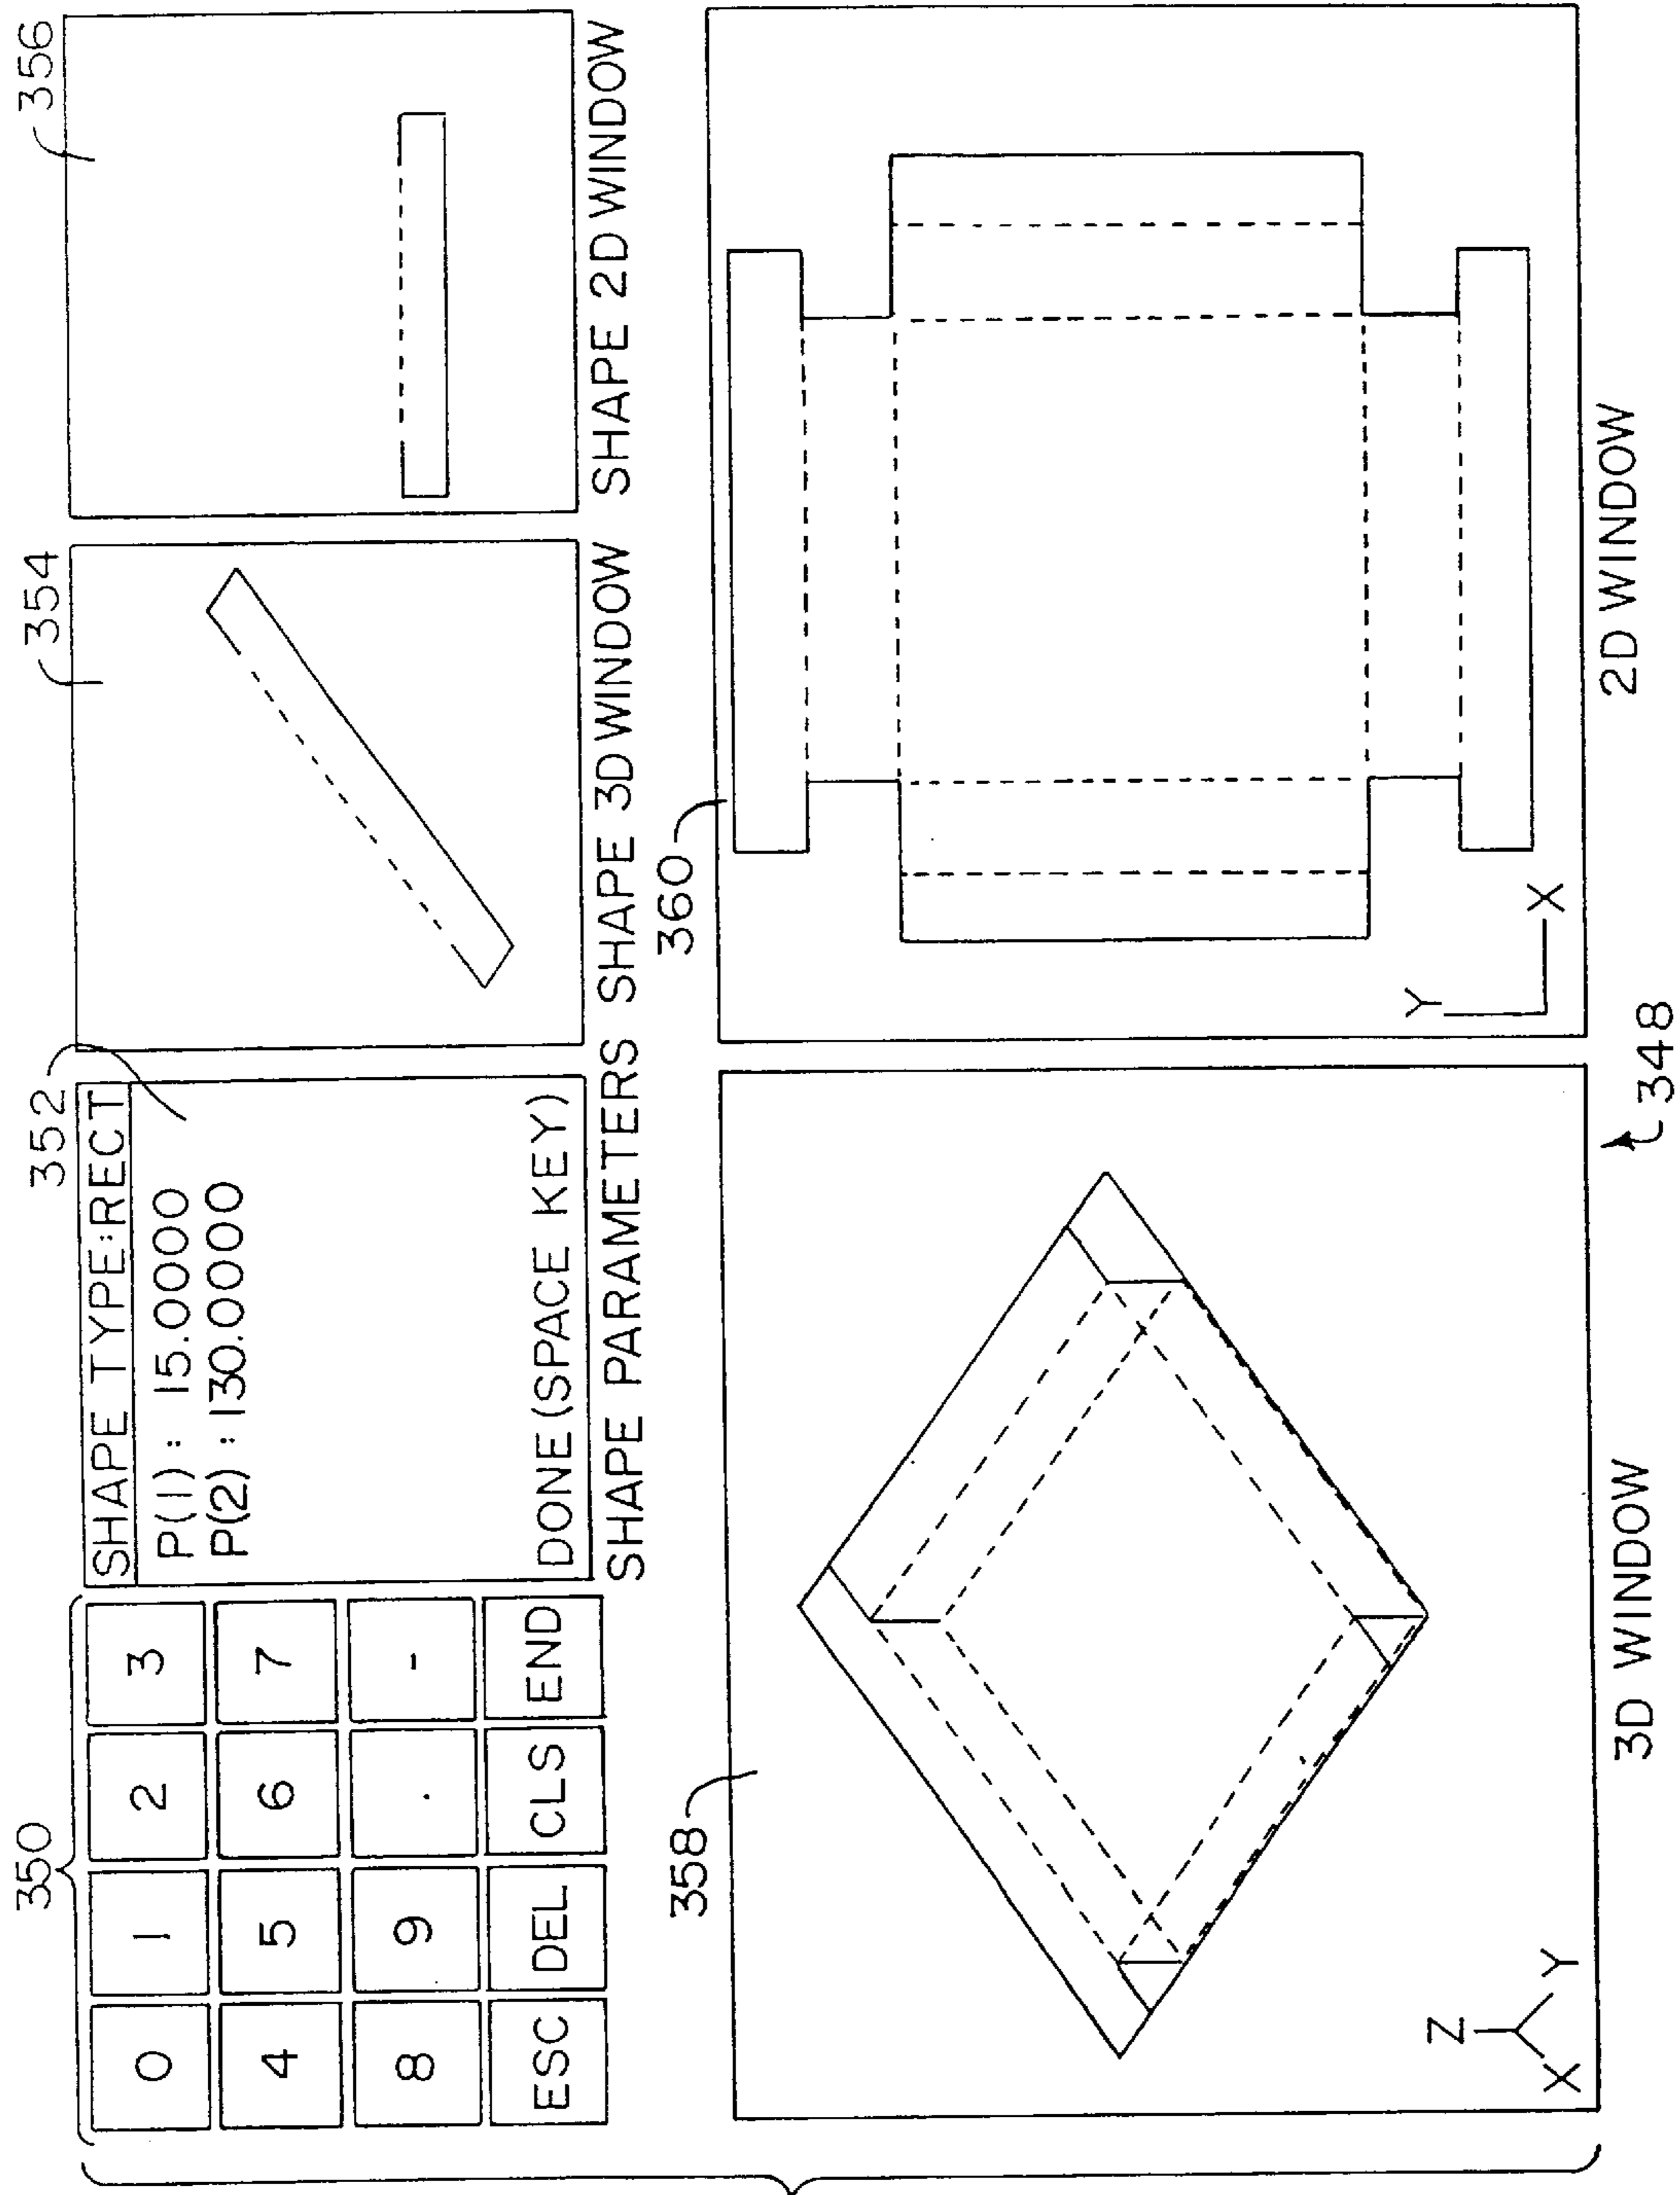 350
352
354
356
0 1 2 3
4 5 6 7
8 9 . -
ESC DEL CLS END
SHAPE TYPE:RECT
P(1): 15.0000
P(2): 130.0000
DONE (SPACE KEY)
SHAPE PARAMETERS
SHAPE 3D WINDOW
SHAPE 2D WINDOW
358
Z
X
Y
3D WINDOW
360
Y
X
2D WINDOW
348